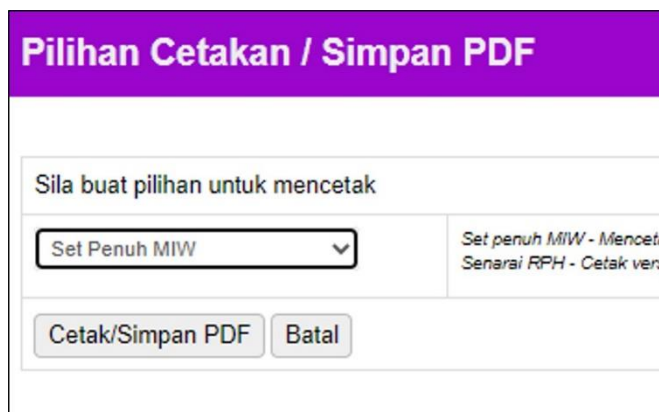 Pilihan Cetakan / Simpan PDF
Sila buat pilihan untuk mencetak
Set Penuh MIW
Set penuh MIW - Mencet
Senarai RPH - Cetak vers
Cetak/Simpan PDF
Batal